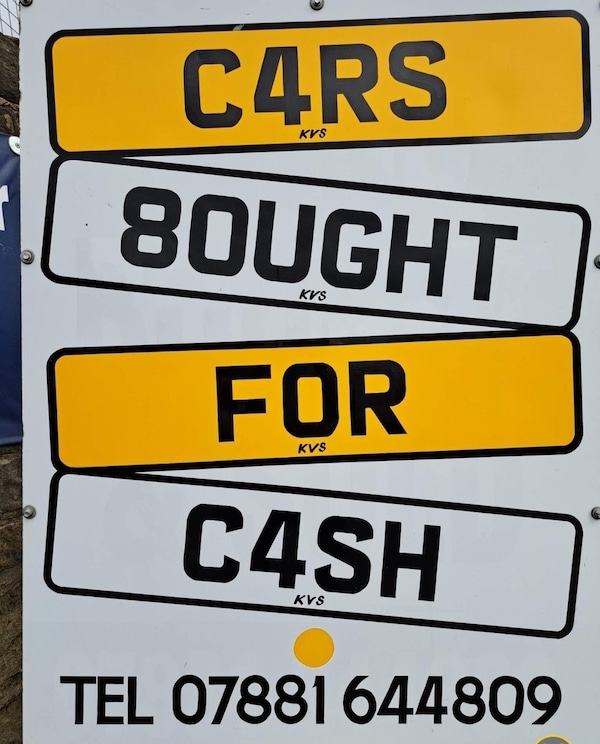 C4RS
KVS
8OUGHT
KVS
FOR
KVS
C4SH
KVS
TEL 07881 644809